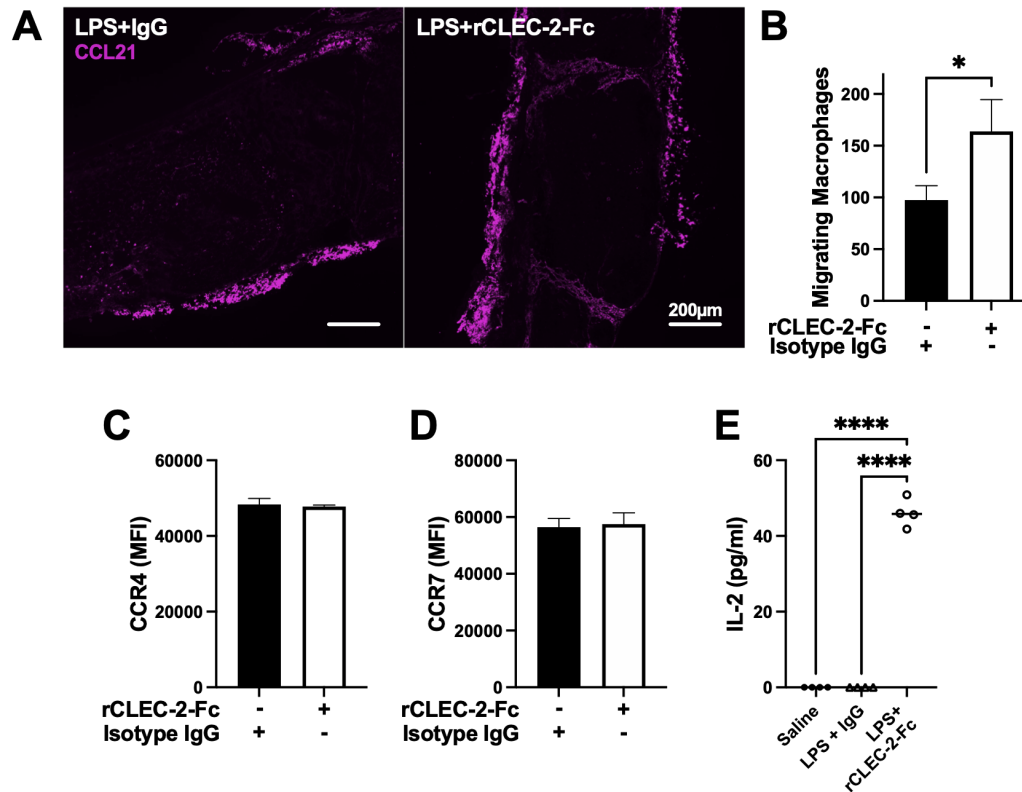 A
LPS+IgG
CCL21
LPS+rCLEC-2-Fc
200µm
B
*
Migrating Macrophages
200
150
100
50
0
rCLEC-2-Fc - +
Isotype IgG + -
C
CCR4 (MFI)
60000
40000
20000
0
rCLEC-2-Fc - +
Isotype IgG + -
D
CCR7 (MFI)
80000
60000
40000
20000
0
rCLEC-2-Fc - +
Isotype IgG + -
E
****
****
IL-2 (pg/ml)
60
40
20
0
Saline
LPS + IgG
LPS+
rCLEC-2-Fc